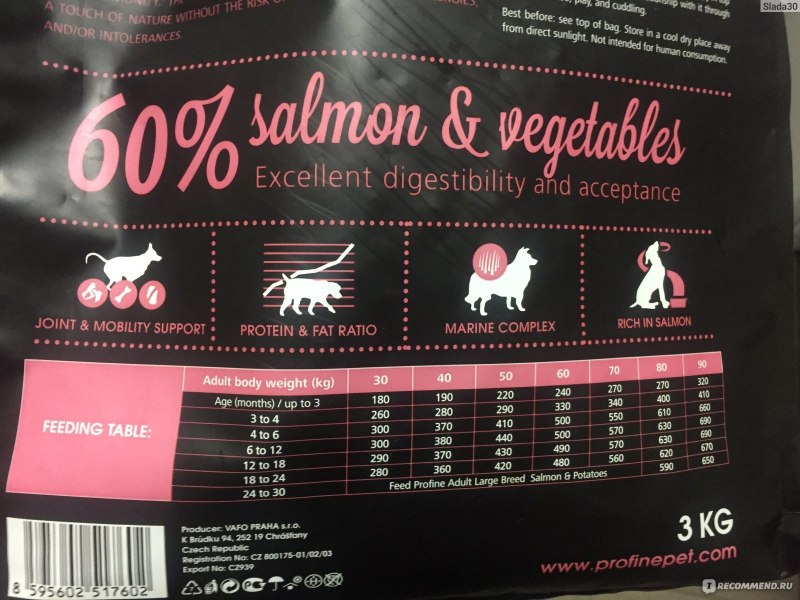 A TOUCH OF NATURE WITHOUT THE RISK OF
AND/OR INTOLERANCES.
play, and cuddling.
Best before: see top of bag. Store in a cool dry place away
from direct sunlight. Not intended for human consumption.
60% salmon & vegetables
Excellent digestibility and acceptance
JOINT & MOBILITY SUPPORT
PROTEIN & FAT RATIO
MARINE COMPLEX
RICH IN SALMON
FEEDING TABLE:
Adult body weight (kg) 30 40 50 60 70 80 90
Age (months) / up to 3 180 190 220 240 270 270 320
3 to 4 260 280 290 330 340 400 410
4 to 6 300 370 410 500 550 610 660
6 to 12 300 380 440 500 570 630 690
12 to 18 290 370 430 490 570 630 690
18 to 24 280 360 420 480 560 620 670
24 to 30 Feed Profine Adult Large Breed Salmon & Potatoes 590 650
Producer: VAFO PRAHA s.r.o.
K Brůdku 94, 252 19 Chrášťany
Czech Republic
Registration No: CZ 800175-01/02/03
Export No: CZ939
8 595602 517602
3 KG
www.profinepet.com
Slada30
IRECOMMEND.RU